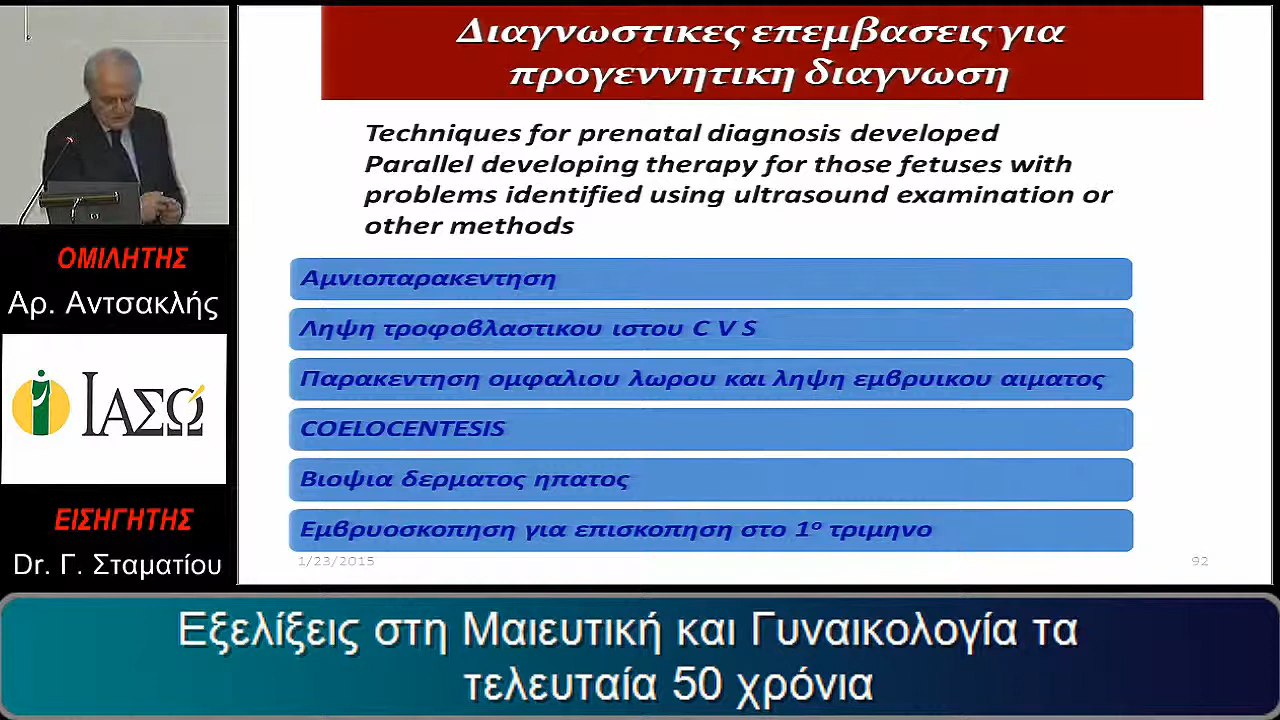 Διαγνωστικες επεμβασεις για
προγεννητικη διαγνωση
Techniques for prenatal diagnosis developed
Parallel developing therapy for those fetuses with
problems identified using ultrasound examination or
other methods
Αμνιοπαρακεντηση
Ληψη τροφοβλαστικου ιστου C V S
Παρακεντηση ομφαλιου λωρου και ληψη εμβρυικου αιματος
COELOCENTESIS
Βιοψια δερματος ηπατος
Εμβρυοσκοπηση για επισκοπηση στο 1ο τριμηνο
1/23/2015
92
ΟΜΙΛΗΤΗΣ
Αρ. Αντσακλής
ΙΑΣΩ
ΕΙΣΗΓΗΤΗΣ
Dr. Γ. Σταματίου
Εξελίξεις στη Μαιευτική και Γυναικολογία τα
τελευταία 50 χρόνια